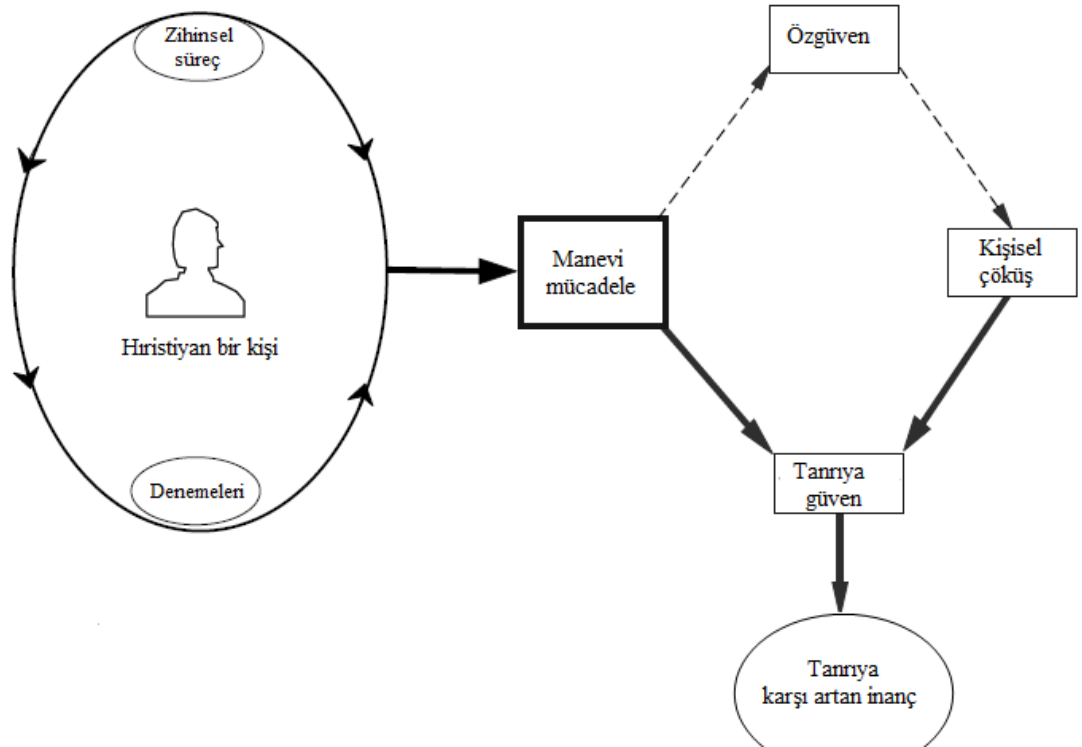 Zihinsel
süreç
Hıristiyan bir kişi
Denemeleri
Manevi
mücadele
Özgüven
Kişisel
çöküş
Tanrıya
güven
Tanrıya
karşı artan inanç